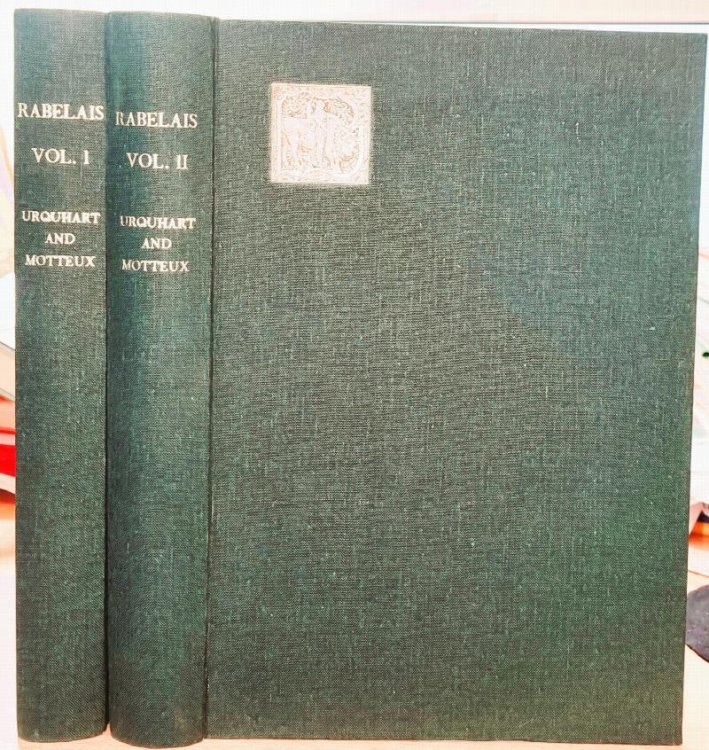 RABELAIS
VOL. I
URQUHART
AND
MOTTEUX
RABELAIS
VOL. II
URQUHART
AND
MOTTEUX